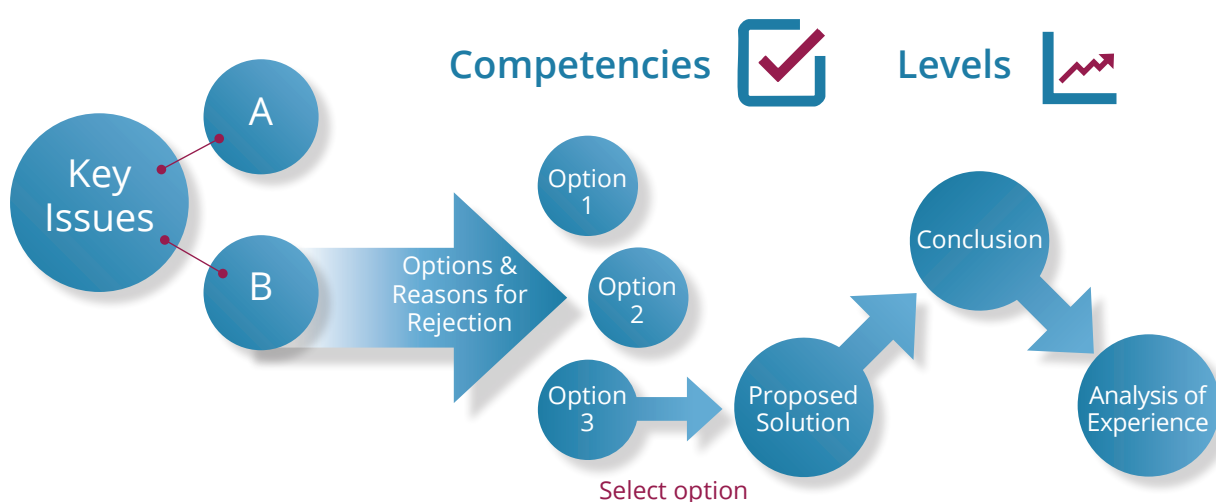 Competencies
Levels
Key
Issues
A
B
Options &
Reasons for
Rejection
Option
1
Option
2
Option
3
Select option
Proposed
Solution
Conclusion
Analysis of
Experience